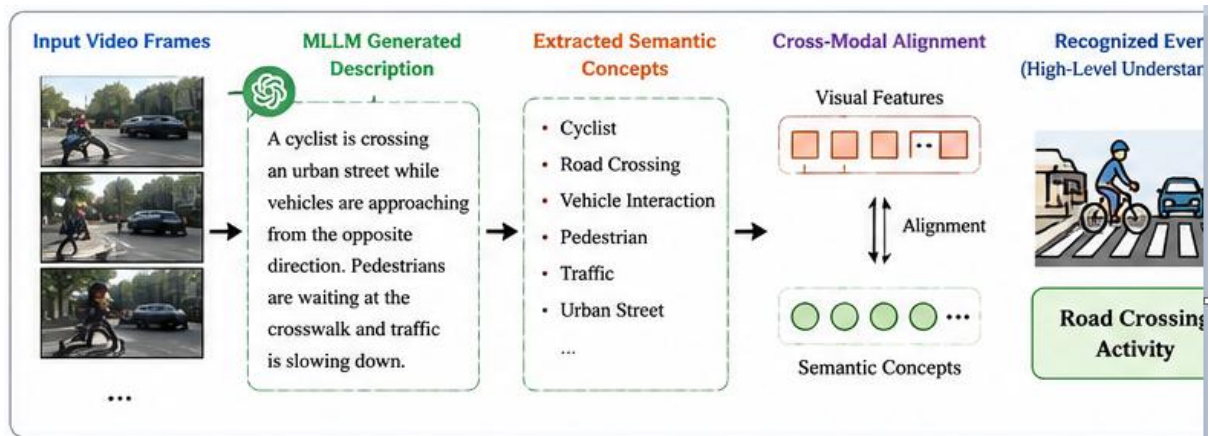 Input Video Frames
...
MLLM Generated
Description
A cyclist is crossing
an urban street while
vehicles are approaching
from the opposite
direction. Pedestrians
are waiting at the
crosswalk and traffic
is slowing down.
Extracted Semantic
Concepts
• Cyclist
• Road Crossing
• Vehicle Interaction
• Pedestrian
• Traffic
• Urban Street
...
Cross-Modal Alignment
Visual Features
Alignment
...
Semantic Concepts
Recognized Even
(High-Level Understan
Road Crossing
Activity